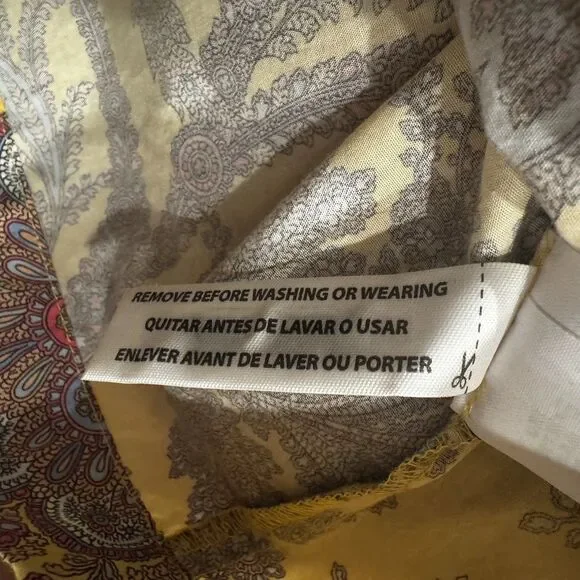 REMOVE BEFORE WASHING OR WEARING
QUITAR ANTES DE LAVAR O USAR
ENLEVER AVANT DE LAVER OU PORTER